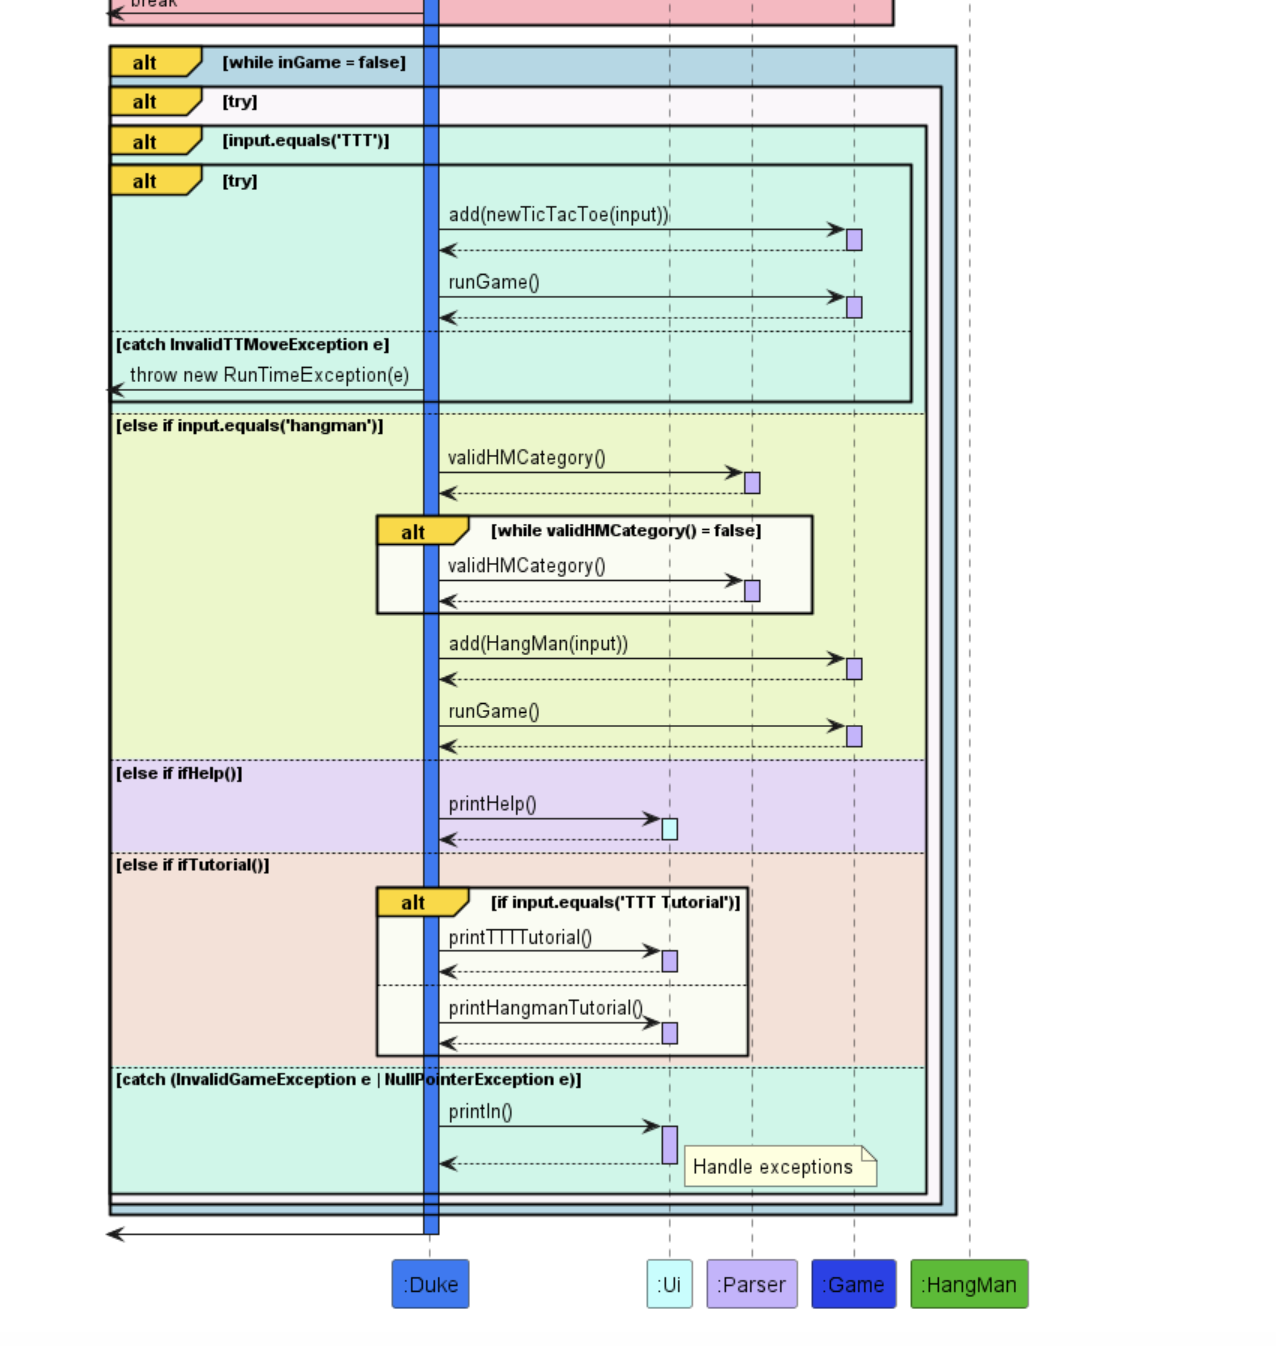 break
alt [while inGame = false]
alt [try]
alt [input.equals('TTT')]
alt [try]
add(newTicTacToe(input))
runGame()
[catch InvalidTTMoveException e]
throw new RunTimeException(e)
[else if input.equals('hangman')]
validHMCategory()
alt [while validHMCategory() = false]
validHMCategory()
add(HangMan(input))
runGame()
[else if ifHelp()]
printHelp()
[else if ifTutorial()]
alt [if input.equals('TTT Tutorial')]
printTTTTutorial()
printHangmanTutorial()
[catch (InvalidGameException e | NullPointerException e)]
println()
Handle exceptions
:Duke :Ui :Parser :Game :HangMan